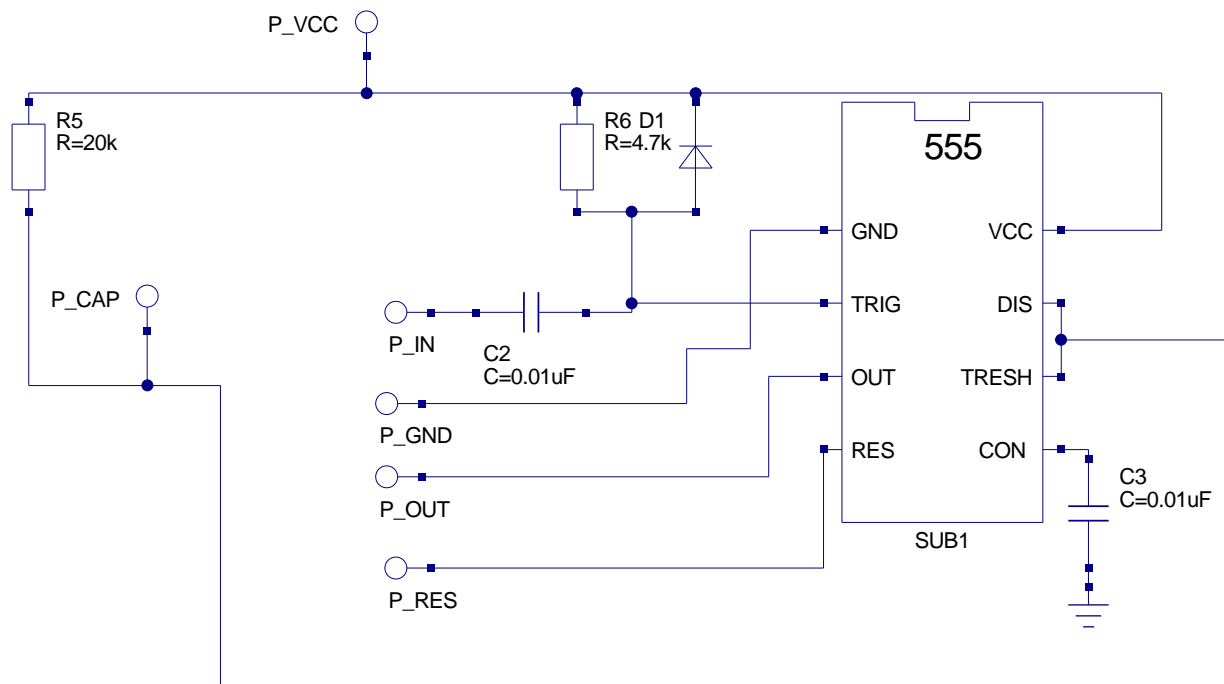 P_VCC
R5
R=20k
R6 D1
R=4.7k
555
GND
VCC
P_CAP
TRIG
DIS
P_IN
C2
C=0.01uF
OUT
TRESH
P_GND
RES
CON
P_OUT
C3
C=0.01uF
SUB1
P_RES